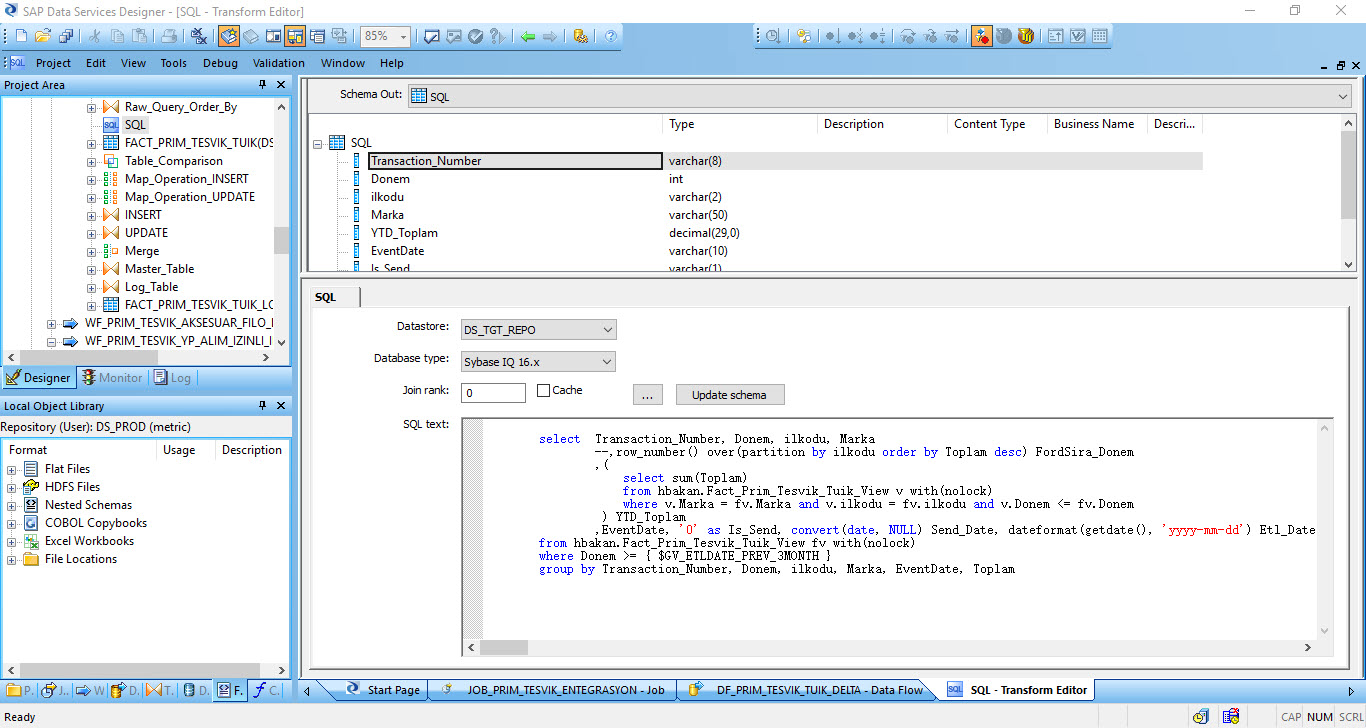 SAP Data Services Designer - [SQL - Transform Editor]
85%
SQL Project Edit View Tools Debug Validation Window Help
Project Area
Raw_Query_Order_By
SQL SQL
FACT_PRIM_TESVIK_TUIK(DS
Table_Comparison
Map_Operation_INSERT
Map_Operation_UPDATE
INSERT
UPDATE
Merge
Master_Table
Log_Table
FACT_PRIM_TESVIK_TUIK_LC
WF_PRIM_TESVIK_AKSESUAR_FILO_
WF_PRIM_TESVIK_YP_ALIM_IZINLI_I
Designer Monitor Log
Local Object Library
Repository (User): DS_PROD (metric)
Format Usage Description
Flat Files
HDFS Files
Nested Schemas
COBOL Copybooks
Excel Workbooks
File Locations
P. J.. W D. T. D. F. C.
Schema Out: SQL
Type Description Content Type Business Name Descri...
SQL
Transaction_Number varchar(8)
Donem int
ilkodu varchar(2)
Marka varchar(50)
YTD_Toplam decimal(29,0)
EventDate varchar(10)
Is_Send varchar(1)
SQL
Datastore: DS_TGT_REPO
Database type: Sybase IQ 16.x
Join rank: 0 Cache ... Update schema
SQL text:
select Transaction_Number, Donem, ilkodu, Marka
--,row_number() over(partition by ilkodu order by Toplam desc) FordSira_Donem
,(
select sum(Toplam)
from hbakan.Fact_Prim_Tesvik_Tuik_View v with(nolock)
where v.Marka = fv.Marka and v.ilkodu = fv.ilkodu and v.Donem <= fv.Donem
) YTD_Toplam
,EventDate, '0' as Is_Send, convert(date, NULL) Send_Date, dateformat(getdate(), 'yyyy-mm-dd') Etl_Date
from hbakan.Fact_Prim_Tesvik_Tuik_View fv with(nolock)
where Donem >= { $GV_ETLDATE_PREV_3MONTH }
group by Transaction_Number, Donem, ilkodu, Marka, EventDate, Toplam
Start Page JOB_PRIM_TESVIK_ENTEGRASYON - Job DF_PRIM_TESVIK_TUIK_DELTA - Data Flow SQL SQL - Transform Editor
Ready CAP NUM SCRL